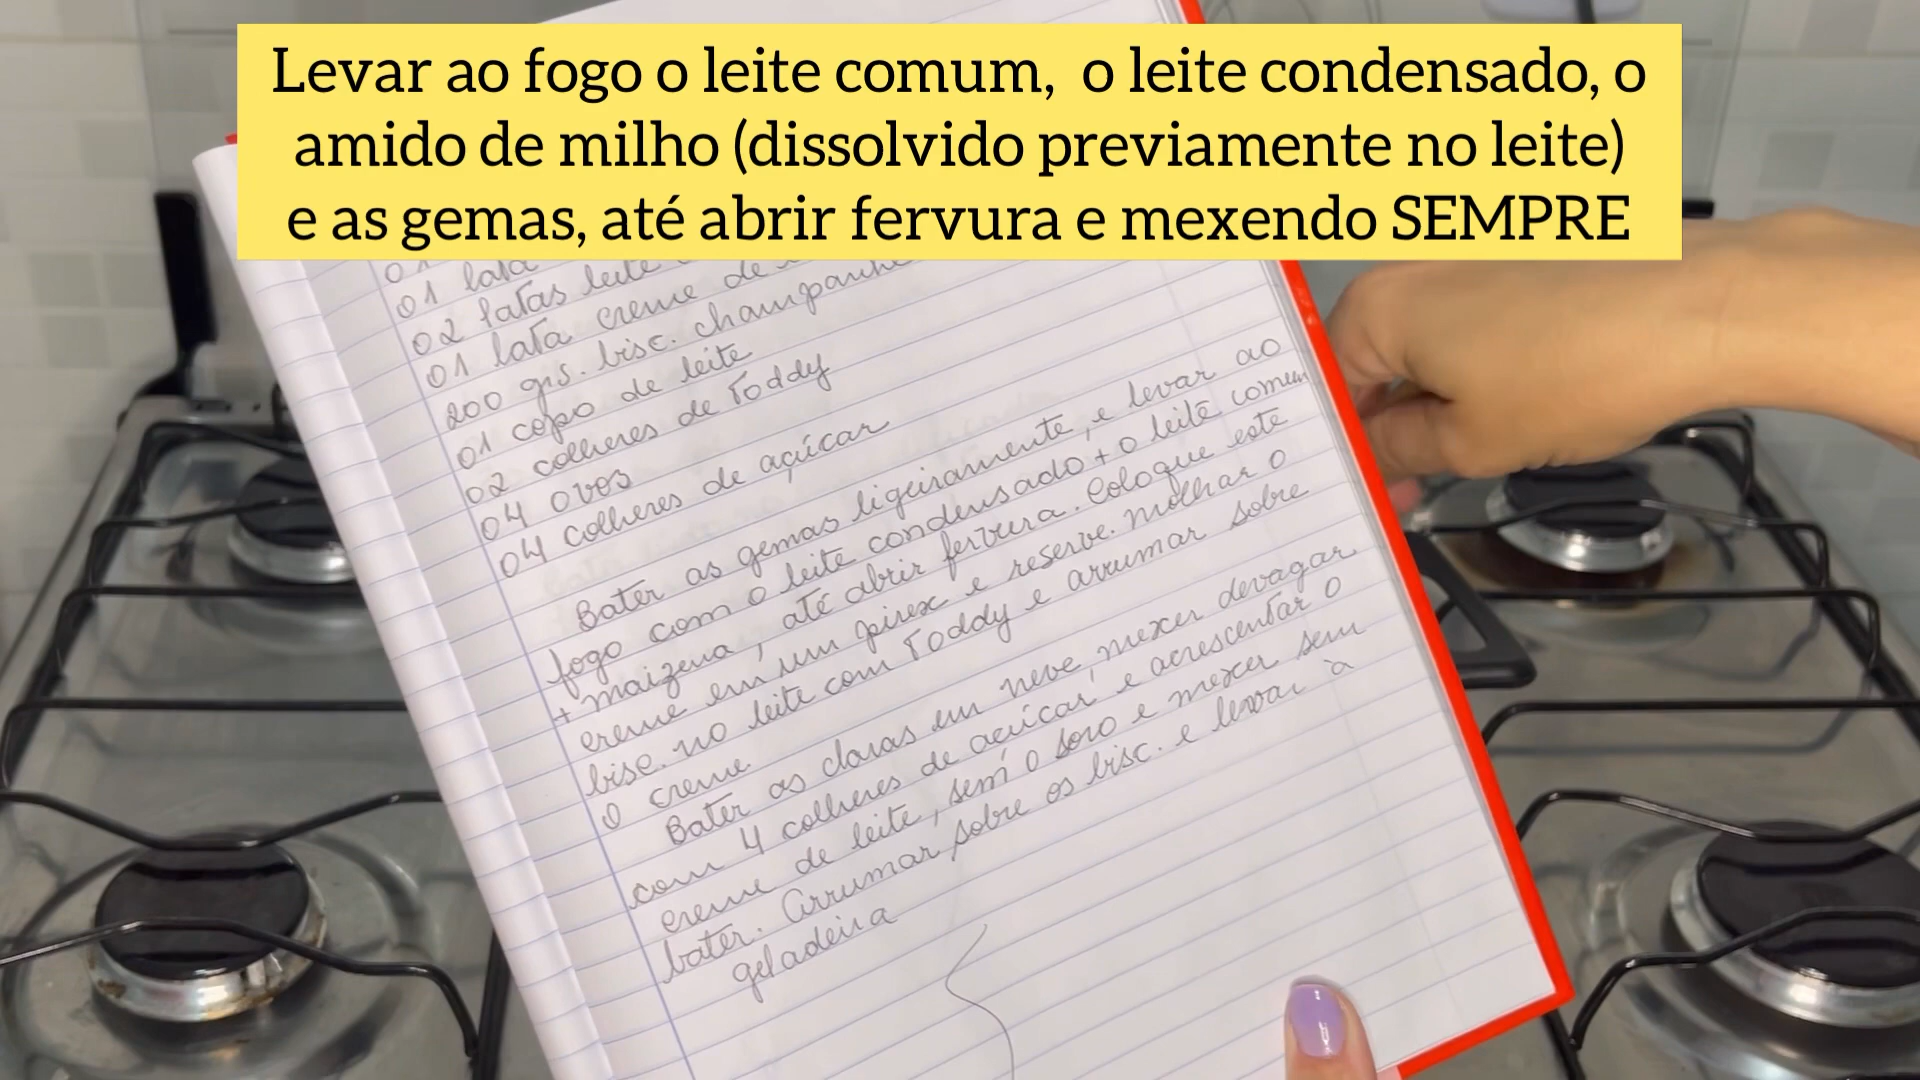 Levar ao fogo o leite comum, o leite condensado, o
amido de milho (dissolvido previamente no leite)
e as gemas, até abrir fervura e mexendo SEMPRE
01 lata
02 latas leite
01 lata creme de
200 grs. bisc. champanhe
01 copo de leite
02 colheres de Toddy
04 ovos
04 colheres de açúcar
Bater as gemas ligeiramente, e levar ao
fogo com o leite condensado + o leite comum
+ maizena, até abrir fervura. Coloque este
creme em um pirex e reserve. Molhar o
bisc. no leite com Toddy e arrumar sobre
o creme.
Bater as claras em neve, mexer devagar
com 4 colheres de açúcar e acrescentar o
creme de leite, sem o soro e mexer sem
bater. Arrumar sobre os bisc. e levar à
geladeira